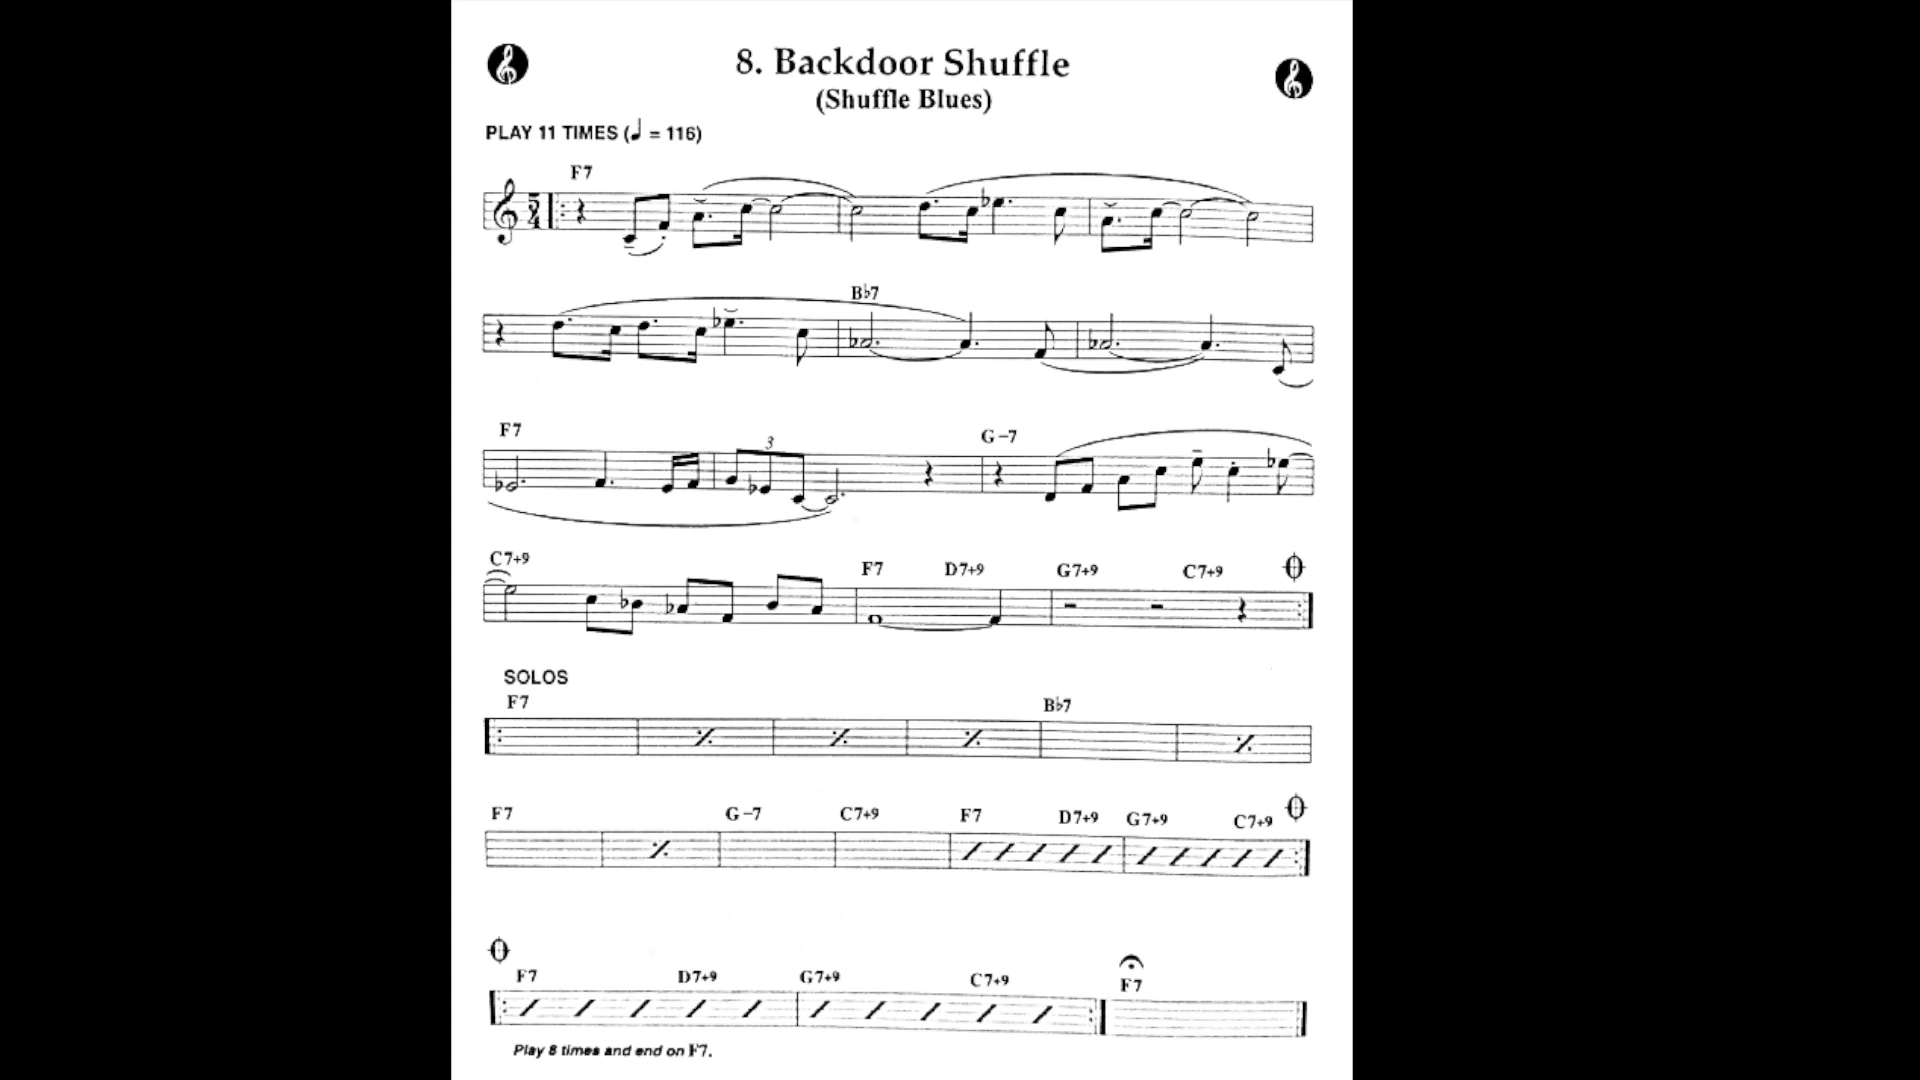 8. Backdoor Shuffle
(Shuffle Blues)
PLAY 11 TIMES (♩ = 116)
F7
5
4
B♭7
F7 G–7
3
C7+9 F7 D7+9 G7+9 C7+9
SOLOS
F7 B♭7
F7 G–7 C7+9 F7 D7+9 G7+9 C7+9
F7 D7+9 G7+9 C7+9 F7
Play 8 times and end on F7.